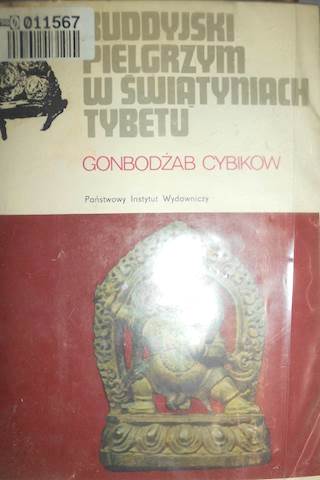 011567
BUDDYJSKI
PIELGRZYM
W ŚWIĄTYNIACH
TYBETU
GONBODŻAB CYBIKOW
Państwowy Instytut Wydawniczy